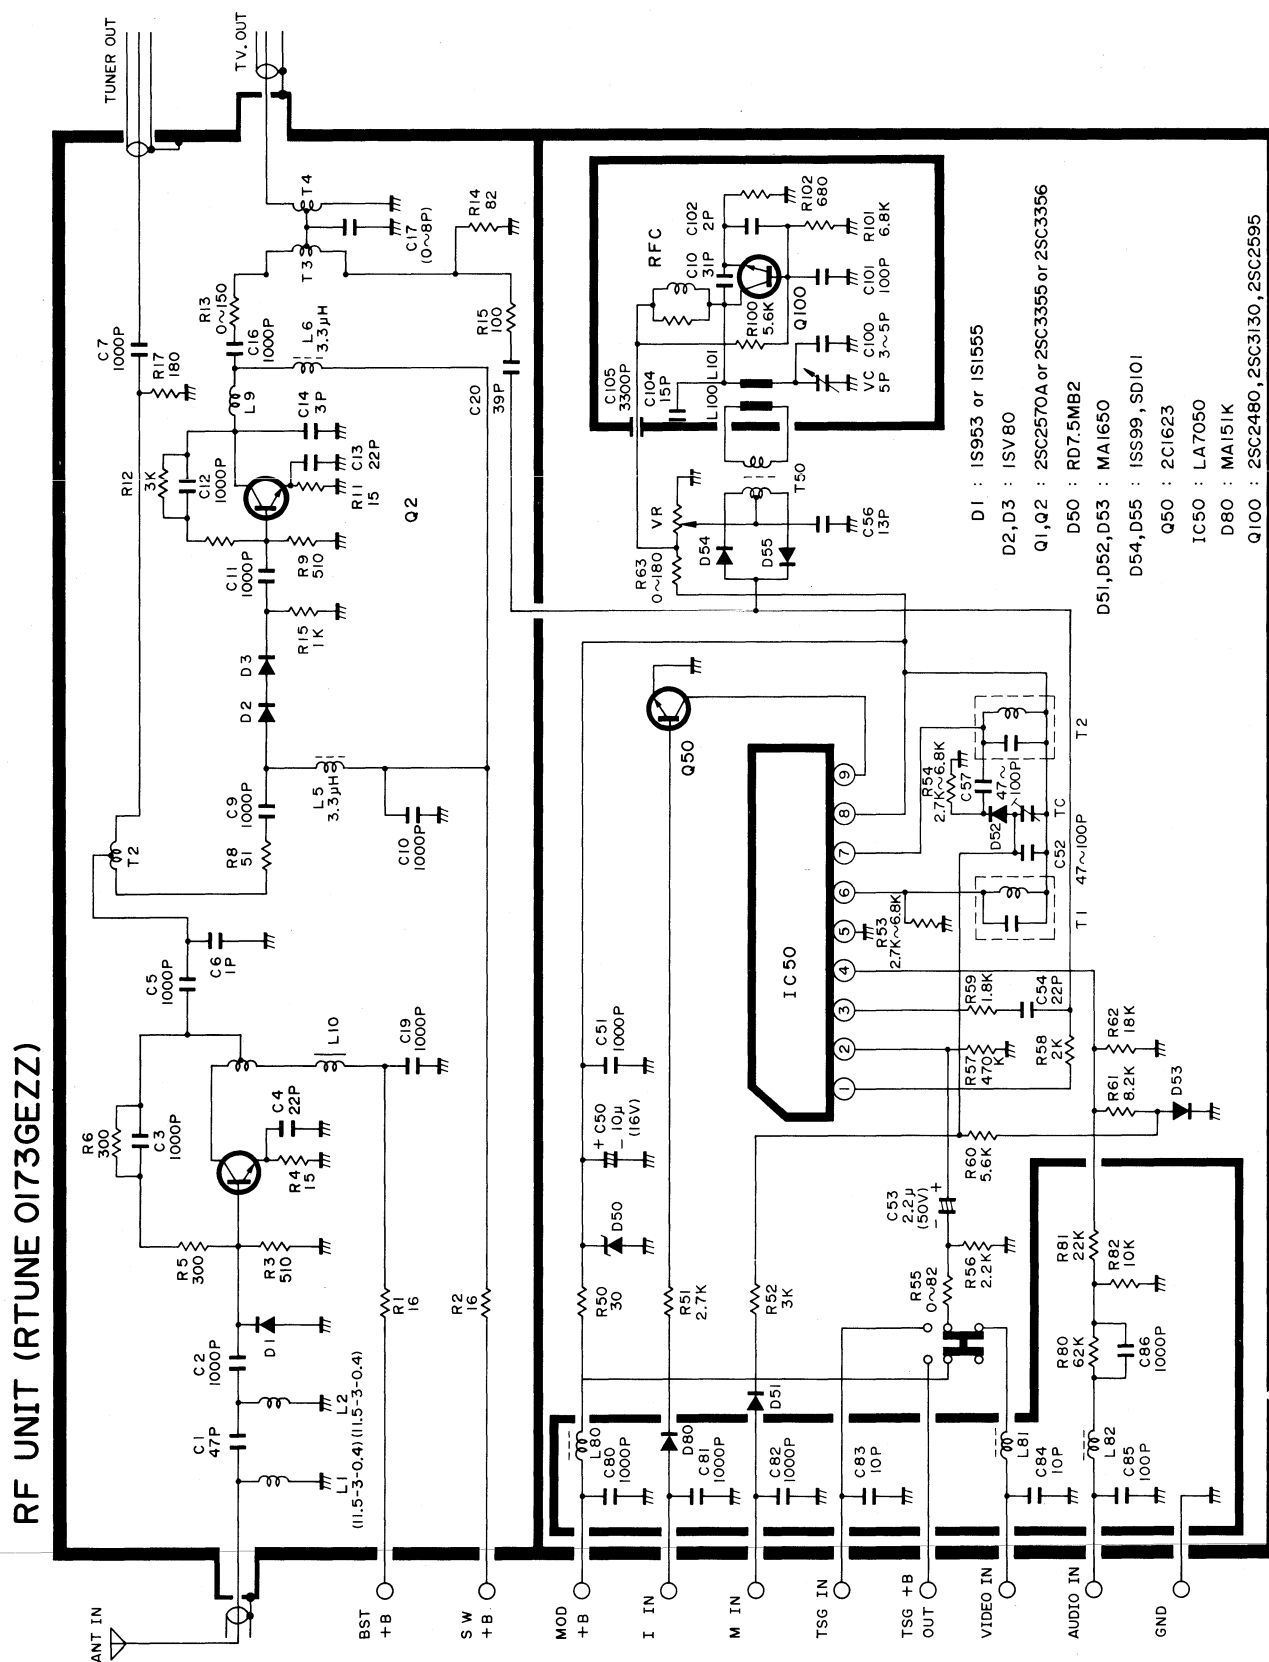 RF UNIT (RTUNE 0173GEZZ)
ANT IN
TUNER OUT
TV. OUT
L1
(11.5-3-0.4)
C1
47P
L2
(11.5-3-0.4)
C2
1000P
D1
R5
300
R3
510
R6
300
C3
1000P
R4
15
C4
22P
L10
C19
1000P
C5
1000P
C6
1P
T2
R8
51
C9
1000P
L5
3.3μH
C10
1000P
D2
D3
R15
1K
C11
1000P
R9
510
R12
3K
C12
1000P
R11
15
C13
22P
C14
3P
Q2
L9
C7
1000P
R17
180
R13
0~150
C16
1000P
L6
3.3μH
T3
T4
C17
(0~8P)
R14
82
R15
100
C20
39P
BST
+B
R1
16
SW
+B
R2
16
MOD
+B
L80
C80
1000P
R50
30
D50
+ C50
- 10μ
(16V)
C51
1000P
I IN
D80
C81
1000P
R51
2.7K
Q50
M IN
C82
1000P
D51
R52
3K
TSG IN
C83
10P
TSG +B
OUT
R55
0~82
R56
2.2K
C53
2.2μ
(50V)
- +
VIDEO IN
L81
C84
10P
AUDIO IN
L82
C85
100P
R80
62K
C86
1000P
R81
22K
R82
10K
GND
IC50
1 2 3 4 5 6 7 8 9
R60
5.6K
R61
8.2K
D53
R62
18K
R57
470
K
R58
2K
R59
1.8K
C54
22P
R53
2.7K~6.8K
T1
C52
47~100P
D52
TC
R54
2.7K~6.8K
C57
47~
100P
T2
R63
0~180
VR
D54
D55
C56
13P
T50
C105
3300P
C104
15P
L100
L101
RFC
R100
5.6K
C10
31P
C102
2P
Q100
VC
5P
C100
3~5P
C101
100P
R101
6.8K
R102
680
D1 : 1S953 or 1S1555
D2,D3 : 1SV80
Q1,Q2 : 2SC2570A or 2SC3355 or 2SC3356
D50 : RD7.5MB2
D51,D52,D53 : MA1650
D54,D55 : 1SS99,SD101
Q50 : 2C1623
IC50 : LA7050
D80 : MA151K
Q100 : 2SC2480,2SC3130,2SC2595